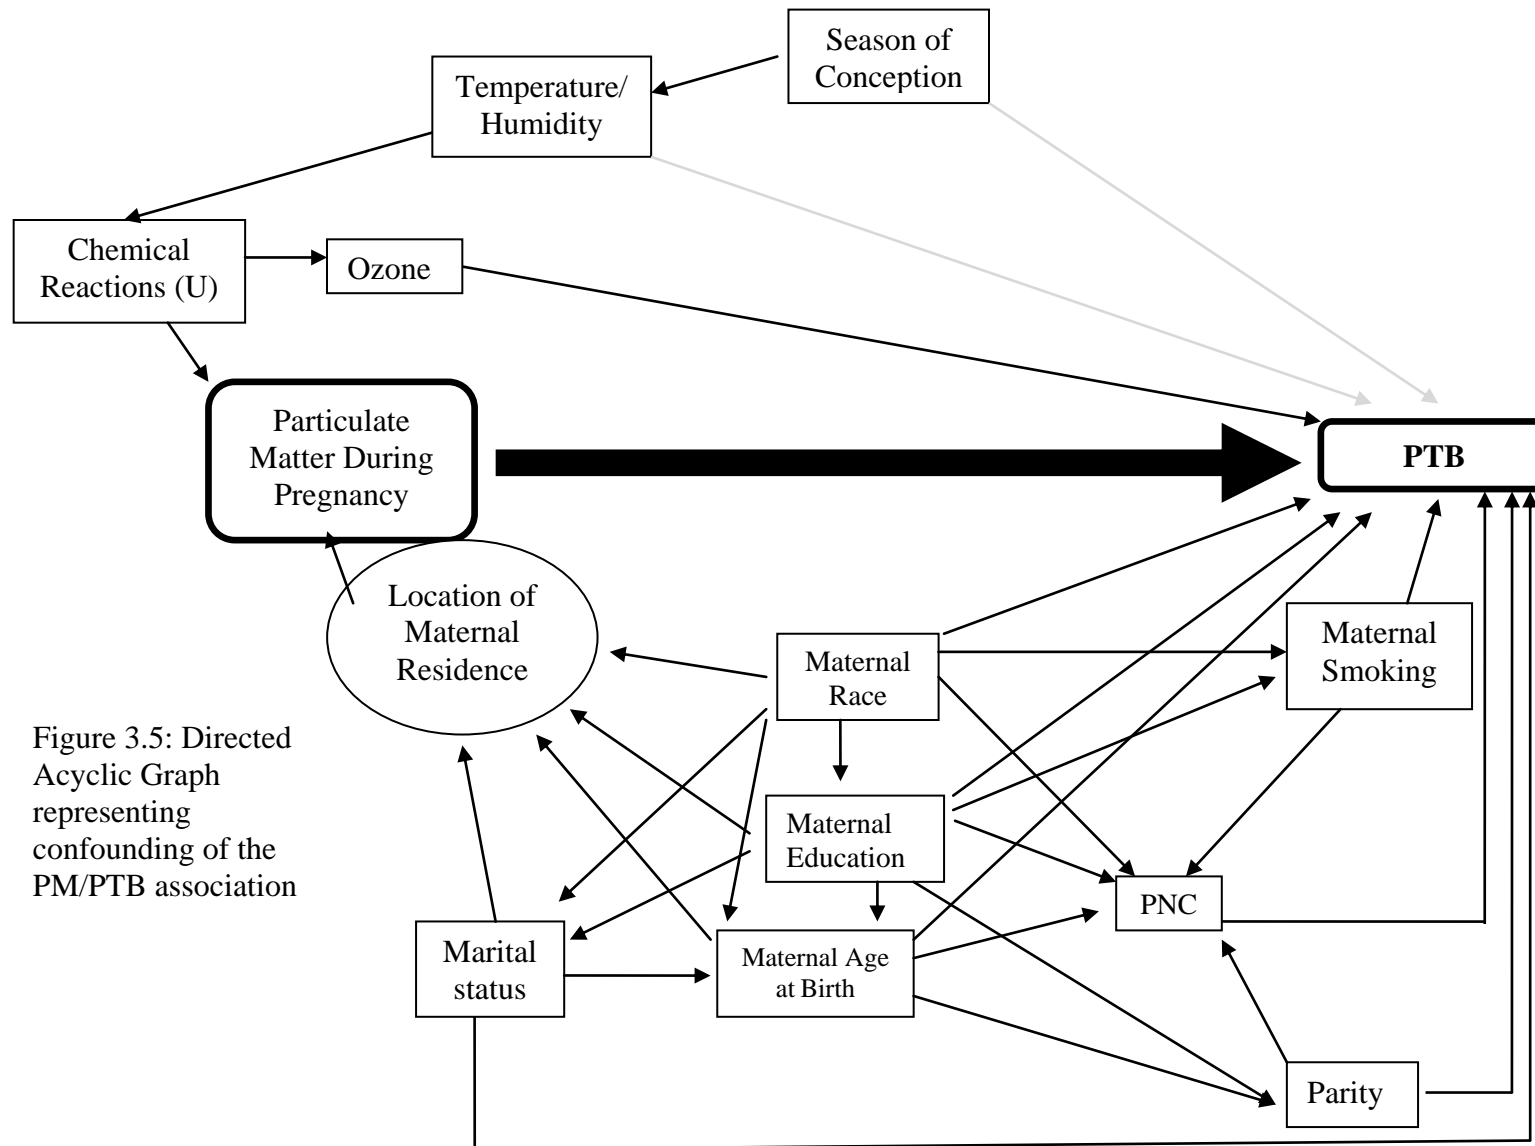 Season of
Conception
Temperature/
Humidity
Chemical
Reactions (U)
Ozone
Particulate
Matter During
Pregnancy
PTB
Location of
Maternal
Residence
Maternal
Race
Maternal
Smoking
Figure 3.5: Directed
Acyclic Graph
representing
confounding of the
PM/PTB association
Maternal
Education
PNC
Marital
status
Maternal Age
at Birth
Parity